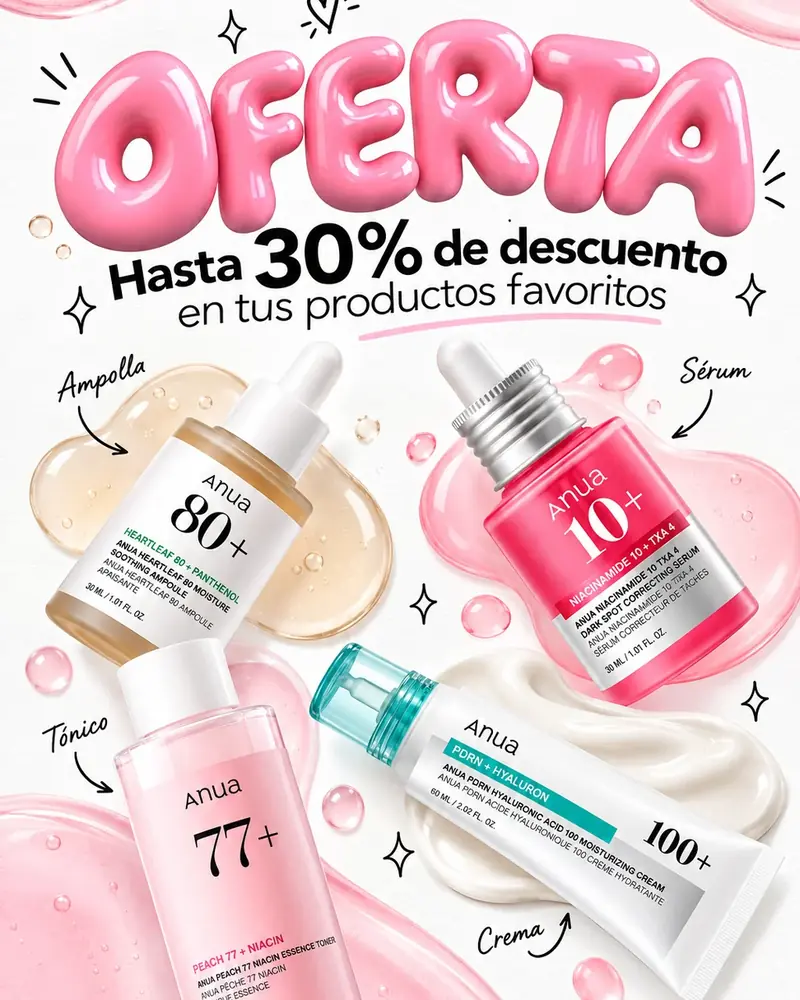 OFERTA
Hasta 30% de descuento
en tus productos favoritos
Ampolla
Anua
80+
HEARTLEAF 80 + PANTHENOL
ANUA HEARTLEAF 80 MOISTURE
SOOTHING AMPOULE
ANUA HEARTLEAF 80 AMPOULE
APAISANTE
30 ML / 1.01 FL. OZ.
Sérum
Anua
10+
NIACINAMIDE 10 + TXA 4
ANUA NIACINAMIDE 10 TXA 4
DARK SPOT CORRECTING SERUM
ANUA NIACINAMIDE 10 TXA 4
SÉRUM CORRECTEUR DE TACHES
30 ML / 1.01 FL. OZ.
Tónico
Anua
77+
PEACH 77 + NIACIN
ANUA PEACH 77 NIACIN ESSENCE TONER
ANUA PÊCHE 77 NIACIN
ESSENCE
Anua
PDRN + HYALURON
ANUA PDRN HYALURONIC ACID 100 MOISTURIZING CREAM
ANUA PDRN ACIDE HYALURONIQUE 100 CRÈME HYDRATANTE
60 ML / 2.02 FL. OZ.
100+
Crema